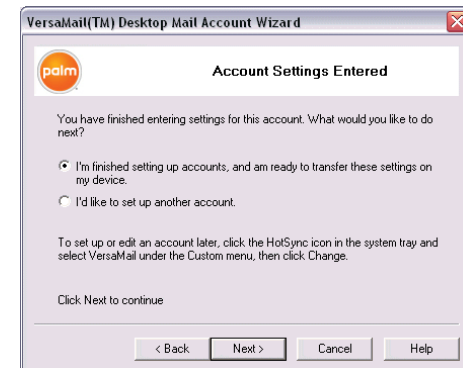 VersaMail(TM) Desktop Mail Account Wizard
palm
Account Settings Entered
You have finished entering settings for this account. What would you like to do
next?
I'm finished setting up accounts, and am ready to transfer these settings on
my device.
I'd like to set up another account.
To set up or edit an account later, click the HotSync icon in the system tray and
select VersaMail under the Custom menu, then click Change.
Click Next to continue
< Back Next > Cancel Help